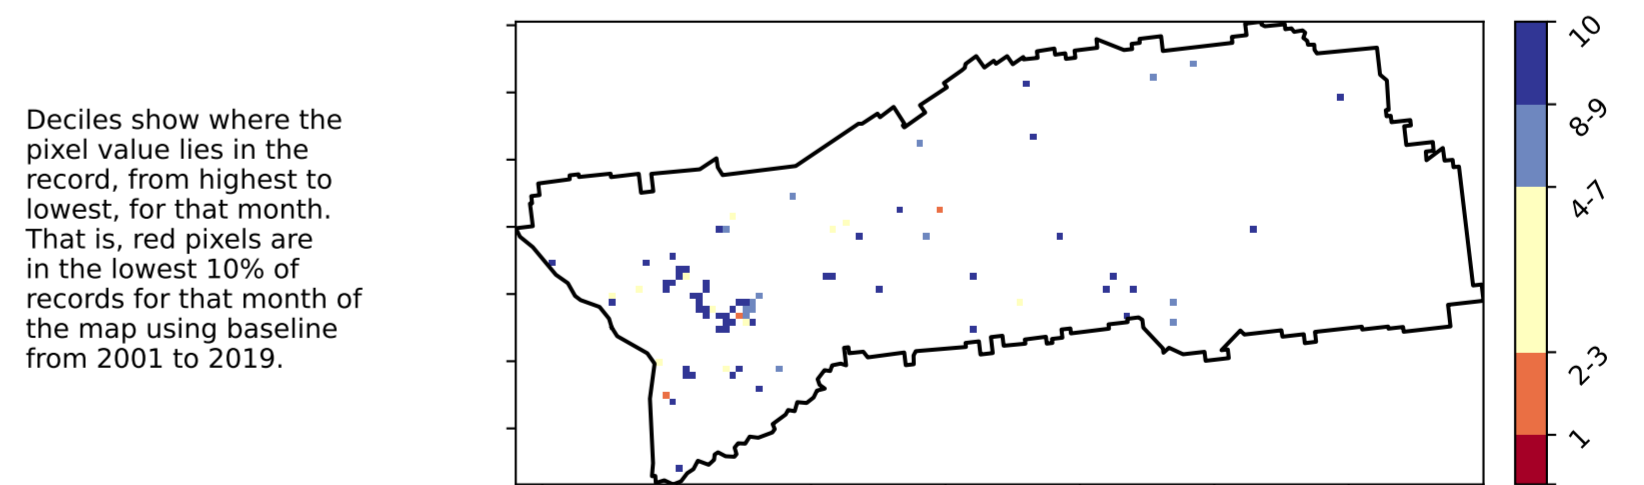 Deciles show where the
pixel value lies in the
record, from highest to
lowest, for that month.
That is, red pixels are
in the lowest 10% of
records for that month of
the map using baseline
from 2001 to 2019.
10
8-9
4-7
2-3
1